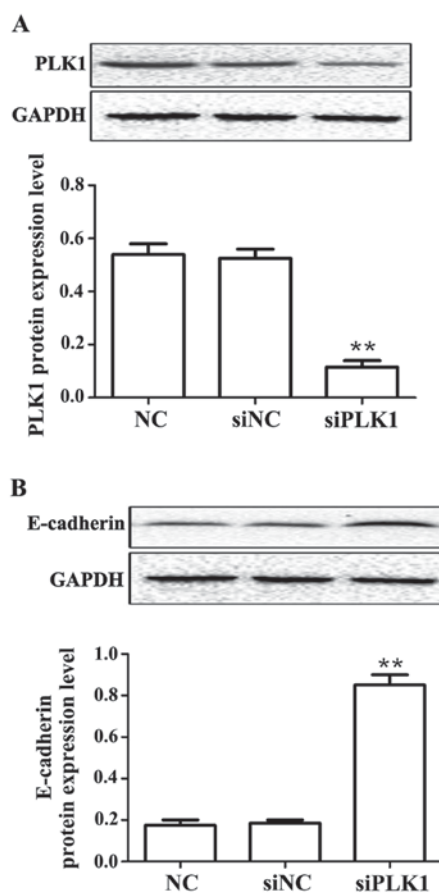 A
PLK1
GAPDH
PLK1 protein expression level
0.8
0.6
0.4
0.2
0.0
**
NC siNC siPLK1
B
E-cadherin
GAPDH
E-cadherin
protein expression level
1.0
0.8
0.6
0.4
0.2
0.0
**
NC siNC siPLK1